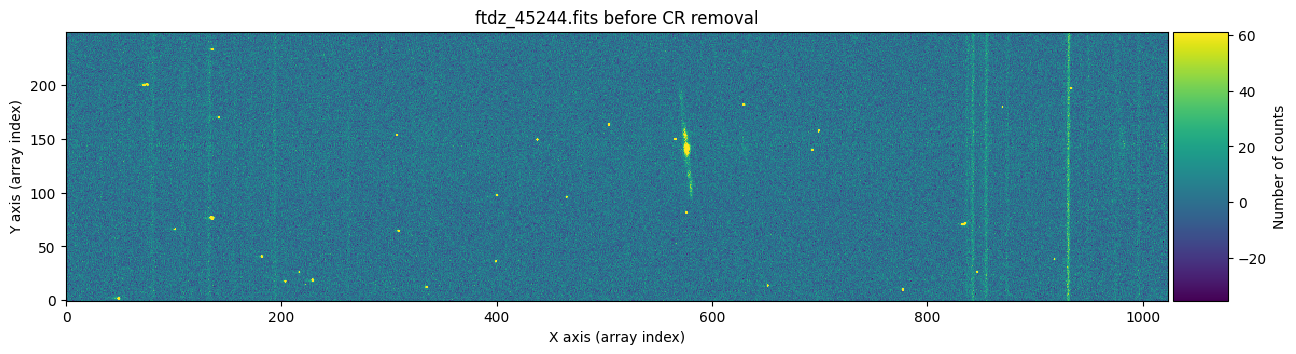 ftdz_45244.fits before CR removal
Y axis (array index)
200
150
100
50
0
0 200 400 600 800 1000
X axis (array index)
60
40
20
0
−20
Number of counts